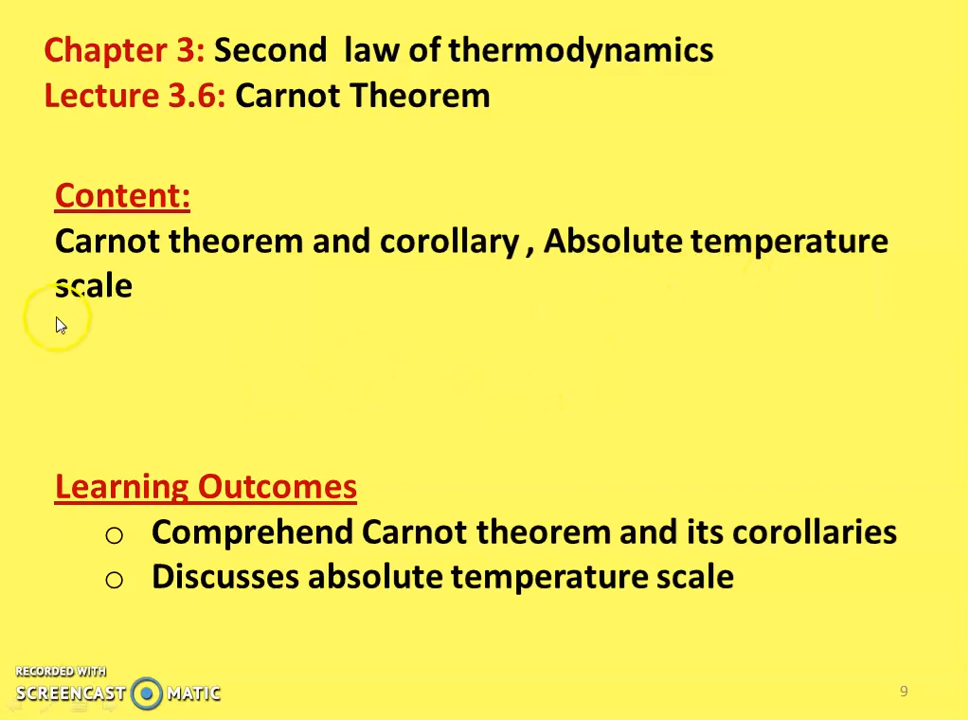 Chapter 3: Second law of thermodynamics
Lecture 3.6: Carnot Theorem
Content:
Carnot theorem and corollary , Absolute temperature
scale
Learning Outcomes
o Comprehend Carnot theorem and its corollaries
o Discusses absolute temperature scale
RECORDED WITH
SCREENCAST MATIC
9